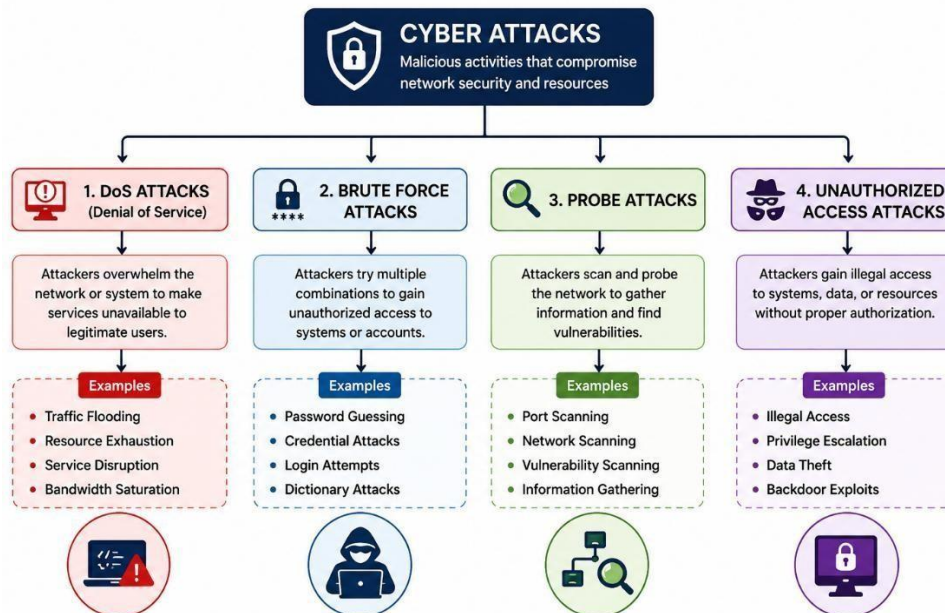 CYBER ATTACKS
Malicious activities that compromise
network security and resources
1. DoS ATTACKS
(Denial of Service)
Attackers overwhelm the
network or system to make
services unavailable to
legitimate users.
Examples
• Traffic Flooding
• Resource Exhaustion
• Service Disruption
• Bandwidth Saturation
****
2. BRUTE FORCE
ATTACKS
Attackers try multiple
combinations to gain
unauthorized access to
systems or accounts.
Examples
• Password Guessing
• Credential Attacks
• Login Attempts
• Dictionary Attacks
3. PROBE ATTACKS
Attackers scan and probe
the network to gather
information and find
vulnerabilities.
Examples
• Port Scanning
• Network Scanning
• Vulnerability Scanning
• Information Gathering
4. UNAUTHORIZED
ACCESS ATTACKS
Attackers gain illegal access
to systems, data, or resources
without proper authorization.
Examples
• Illegal Access
• Privilege Escalation
• Data Theft
• Backdoor Exploits